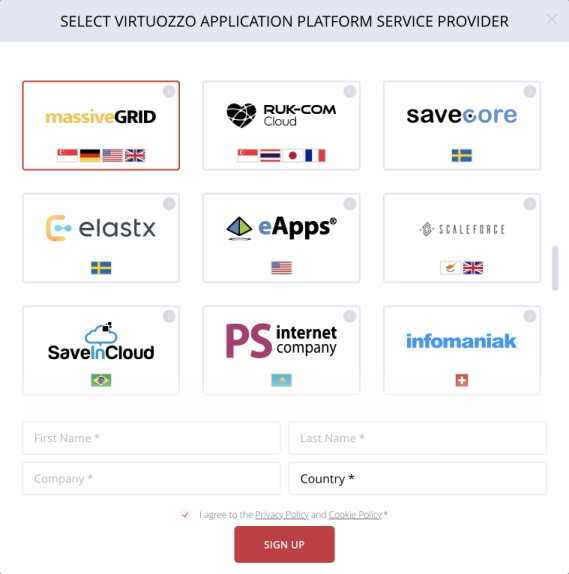 SELECT VIRTUOZZO APPLICATION PLATFORM SERVICE PROVIDER
massiveGRID
RUK-COM
Cloud
savecore
elastx
eApps®
SCALEFORCE
SaveInCloud
PS internet
company
infomaniak
First Name *
Last Name *
Company *
Country *
I agree to the Privacy Policy and Cookie Policy.*
SIGN UP